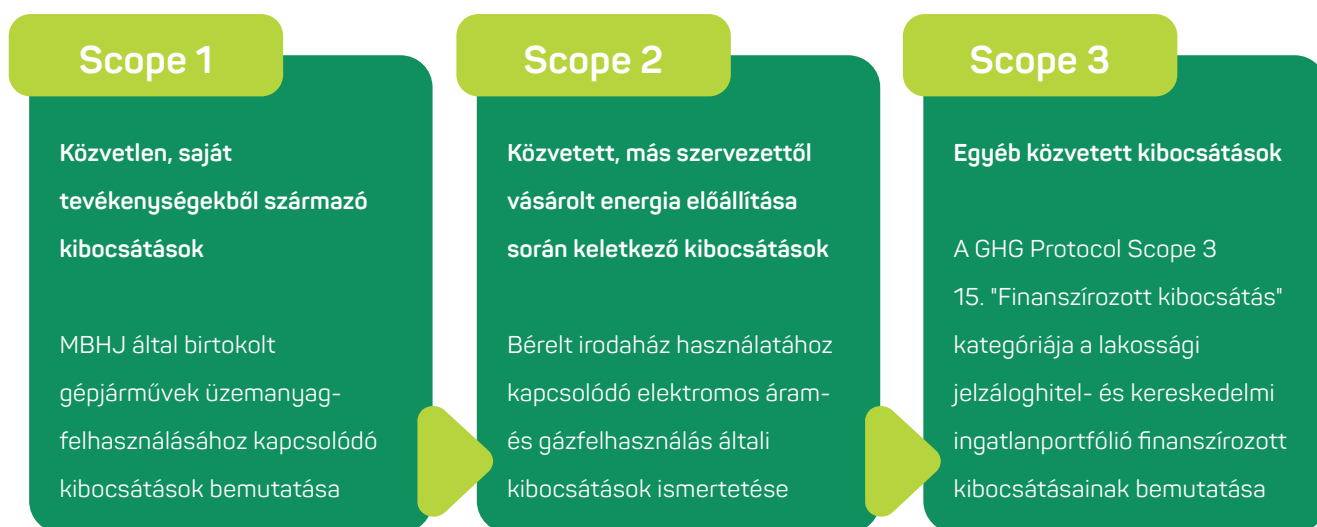 Scope 1
Közvetlen, saját
tevékenységekből származó
kibocsátások
MBHJ által birtokolt
gépjárművek üzemanyag-
felhasználásához kapcsolódó
kibocsátások bemutatása
Scope 2
Közvetett, más szervezettől
vásárolt energia előállítása
során keletkező kibocsátások
Bérelt irodaház használatához
kapcsolódó elektromos áram-
és gázfelhasználás általi
kibocsátások ismertetése
Scope 3
Egyéb közvetett kibocsátások
A GHG Protocol Scope 3
15. "Finanszírozott kibocsátás"
kategóriája a lakossági
jelzáloghitel- és kereskedelmi
ingatlanportfólió finanszírozott
kibocsátásainak bemutatása